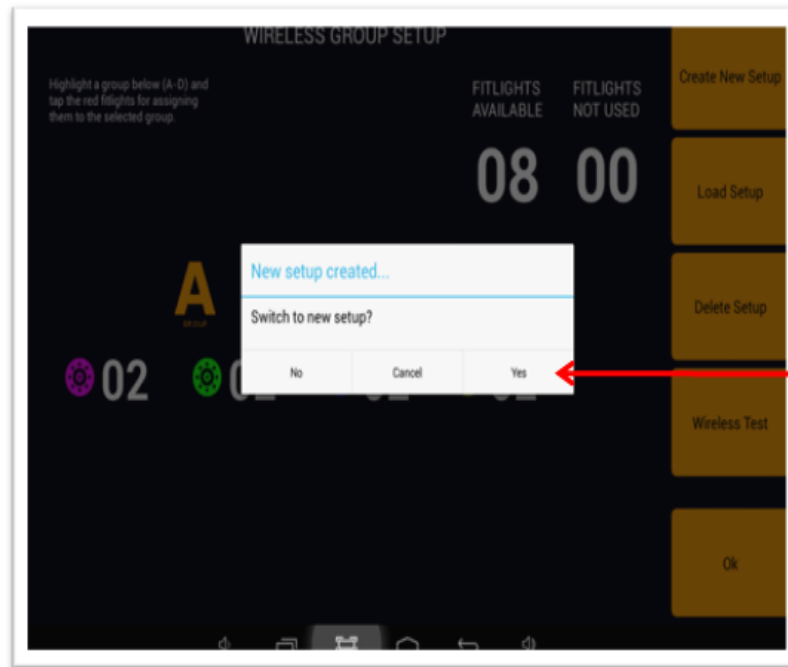 WIRELESS GROUP SETUP
Highlight a group below (A-D) and
tap the red fitlights for assigning
them to the selected group.
FITLIGHTS
AVAILABLE
FITLIGHTS
NOT USED
08
00
Create New Setup
Load Setup
Delete Setup
Wireless Test
Ok
A
GROUP
New setup created...
Switch to new setup?
No
Cancel
Yes
02